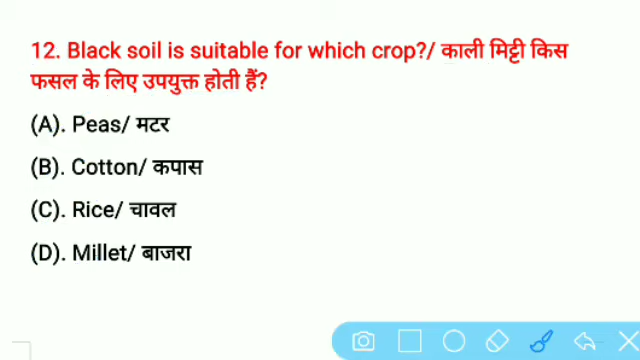 12. Black soil is suitable for which crop?/ काली मिट्टी किस
फसल के लिए उपयुक्त होती हैं?
(A). Peas/ मटर
(B). Cotton/ कपास
(C). Rice/ चावल
(D). Millet/ बाजरा